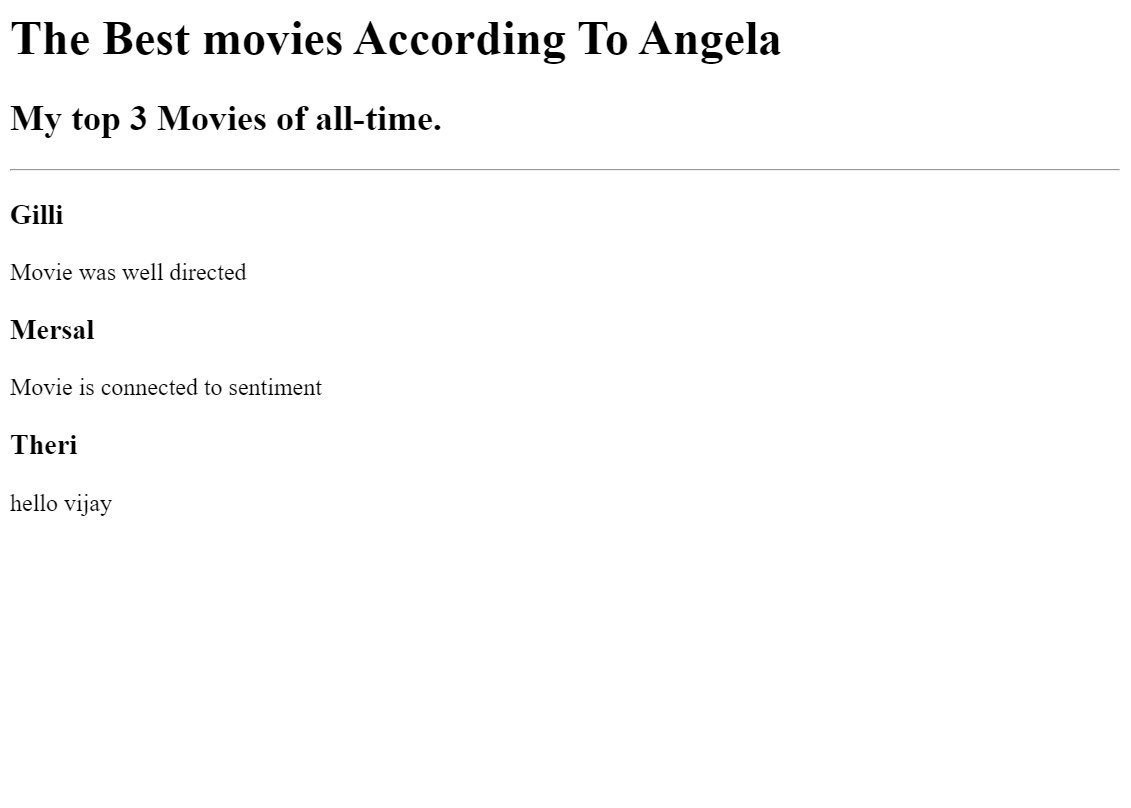 The Best movies According To Angela
My top 3 Movies of all-time.
Gilli
Movie was well directed
Mersal
Movie is connected to sentiment
Theri
hello vijay